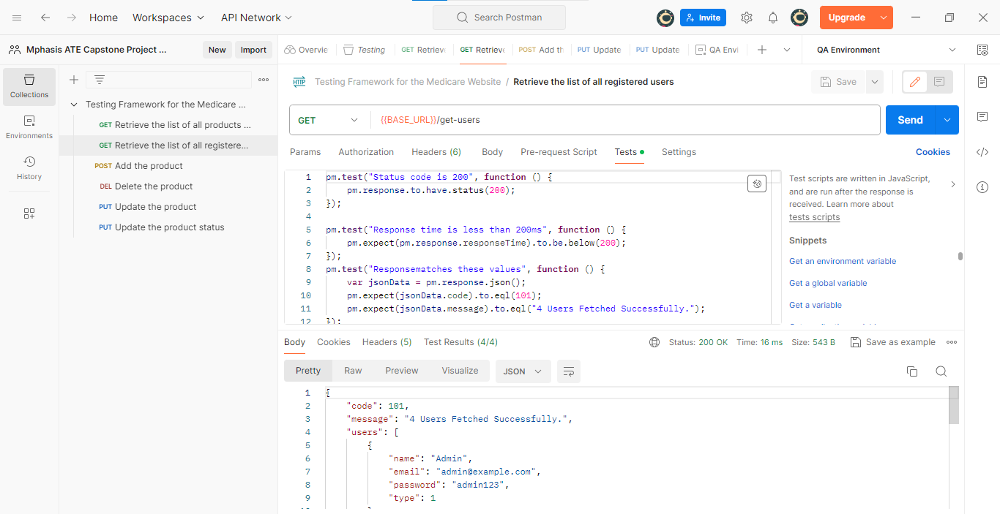 Home Workspaces API Network Search Postman Invite Upgrade
Mphasis ATE Capstone Project ... New Import Overvie Testing GET Retriev GET Retrieve POST Add th PUT Update PUT Update QA Envi QA Environment
Collections
Environments
History
Testing Framework for the Medicare ...
GET Retrieve the list of all products ...
GET Retrieve the list of all registere...
POST Add the product
DEL Delete the product
PUT Update the product
PUT Update the product status
HTTP Testing Framework for the Medicare Website / Retrieve the list of all registered users Save
GET {{BASE_URL}}/get-users Send
Params Authorization Headers (6) Body Pre-request Script Tests Settings Cookies
1 pm.test("Status code is 200", function () {
2 pm.response.to.have.status(200);
3 });
4
5 pm.test("Response time is less than 200ms", function () {
6 pm.expect(pm.response.responseTime).to.be.below(200);
7 });
8 pm.test("Responsematches these values", function () {
9 var jsonData = pm.response.json();
10 pm.expect(jsonData.code).to.eql(101);
11 pm.expect(jsonData.message).to.eql("4 Users Fetched Successfully.");
12 });
Test scripts are written in JavaScript,
and are run after the response is
received. Learn more about
tests scripts
Snippets
Get an environment variable
Get a global variable
Get a variable
Body Cookies Headers (5) Test Results (4/4) Status: 200 OK Time: 16 ms Size: 543 B Save as example
Pretty Raw Preview Visualize JSON
1 {
2 "code": 101,
3 "message": "4 Users Fetched Successfully.",
4 "users": [
5 {
6 "name": "Admin",
7 "email": "admin@example.com",
8 "password": "admin123",
9 "type": 1